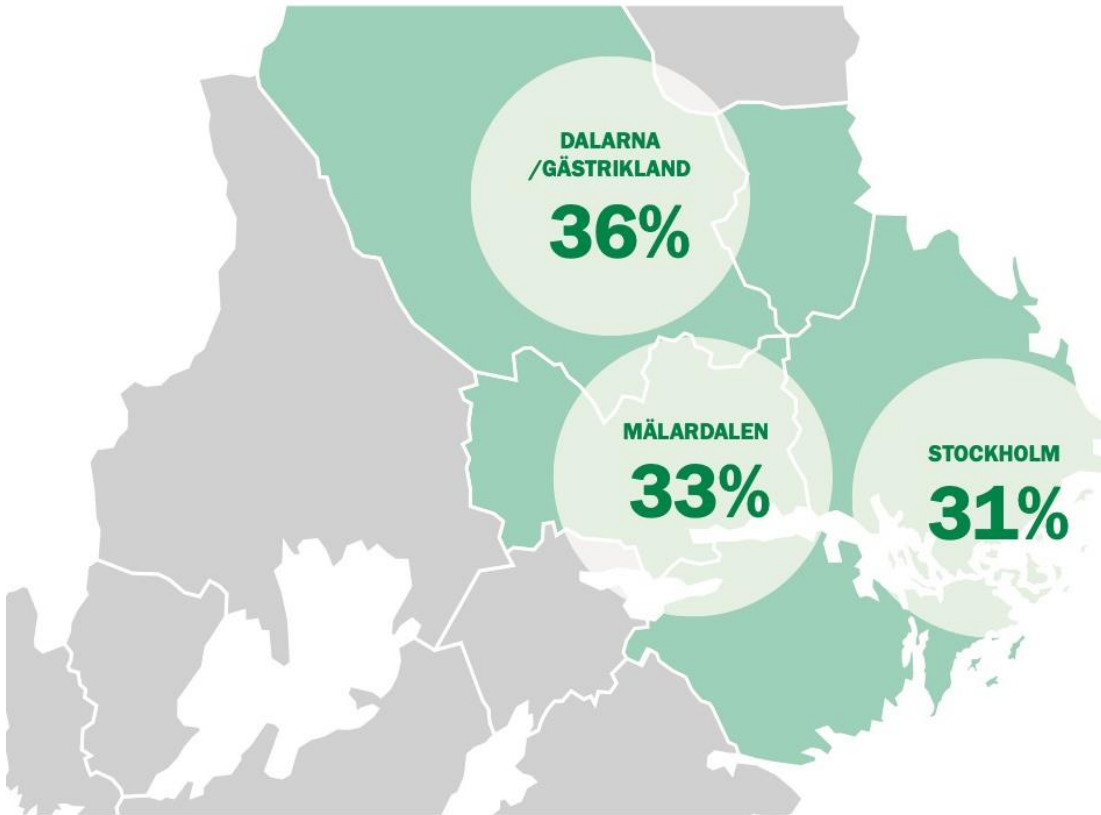 DALARNA
/GÄSTRIKLAND
36%
MÄLARDALEN
33%
STOCKHOLM
31%